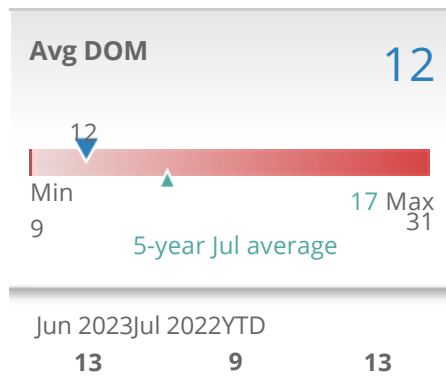 Avg DOM 12
12
Min 17 Max
9 31
5-year Jul average
Jun 2023Jul 2022YTD
13 9 13